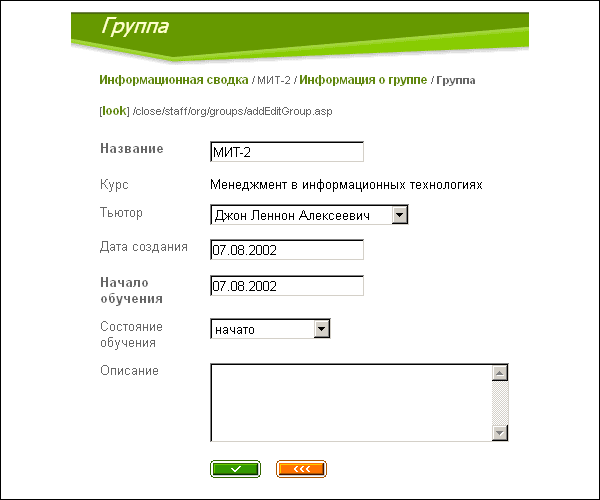 Группа
Информационная сводка / МИТ-2 / Информация о группе / Группа
[look] /close/staff/org/groups/addEditGroup.asp
Название МИТ-2
Курс Менеджмент в информационных технологиях
Тьютор Джон Леннон Алексеевич
Дата создания 07.08.2002
Начало
обучения 07.08.2002
Состояние
обучения начато
Описание